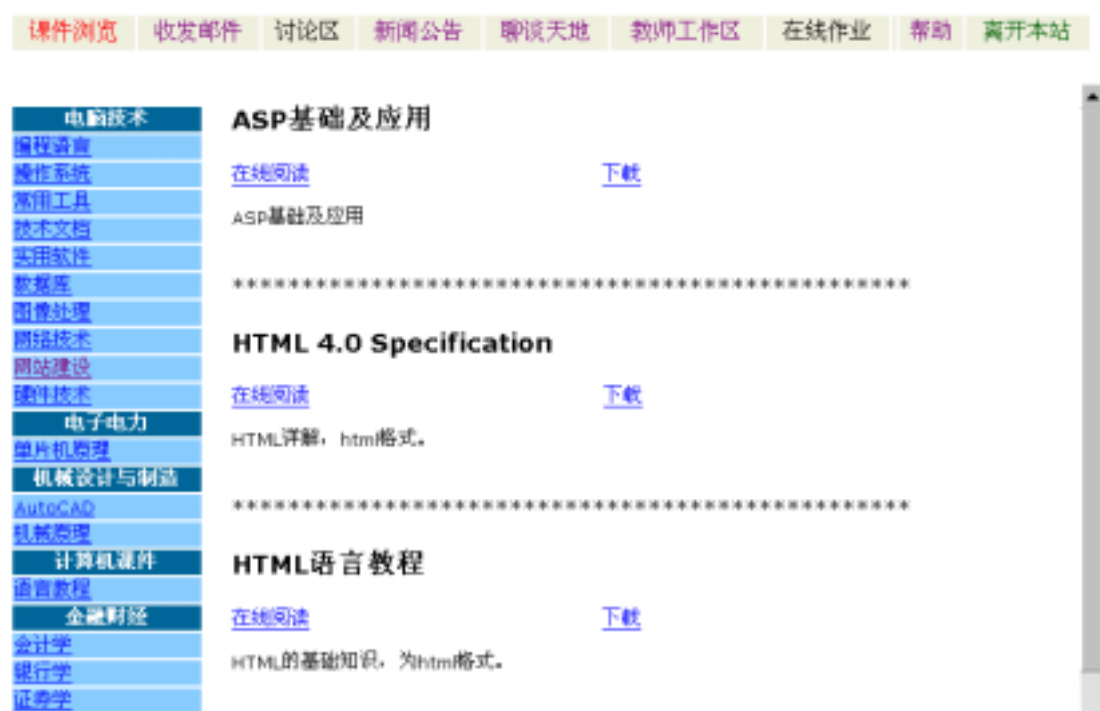 课件浏览 收发邮件 讨论区 新闻公告 聊谈天地 教师工作区 在线作业 帮助 离开本站
电脑技术
编程语言
操作系统
常用工具
技术文档
实用软件
数据库
图像处理
网络技术
网站建设
硬件技术
电子电力
单片机原理
机械设计与制造
AutoCAD
机械原理
计算机课件
语言教程
金融财经
会计学
银行学
证券学
ASP基础及应用
在线阅读 下载
ASP基础及应用
*************************************************
HTML 4.0 Specification
在线阅读 下载
HTML详解，html格式。
*************************************************
HTML语言教程
在线阅读 下载
HTML的基础知识，为html格式。